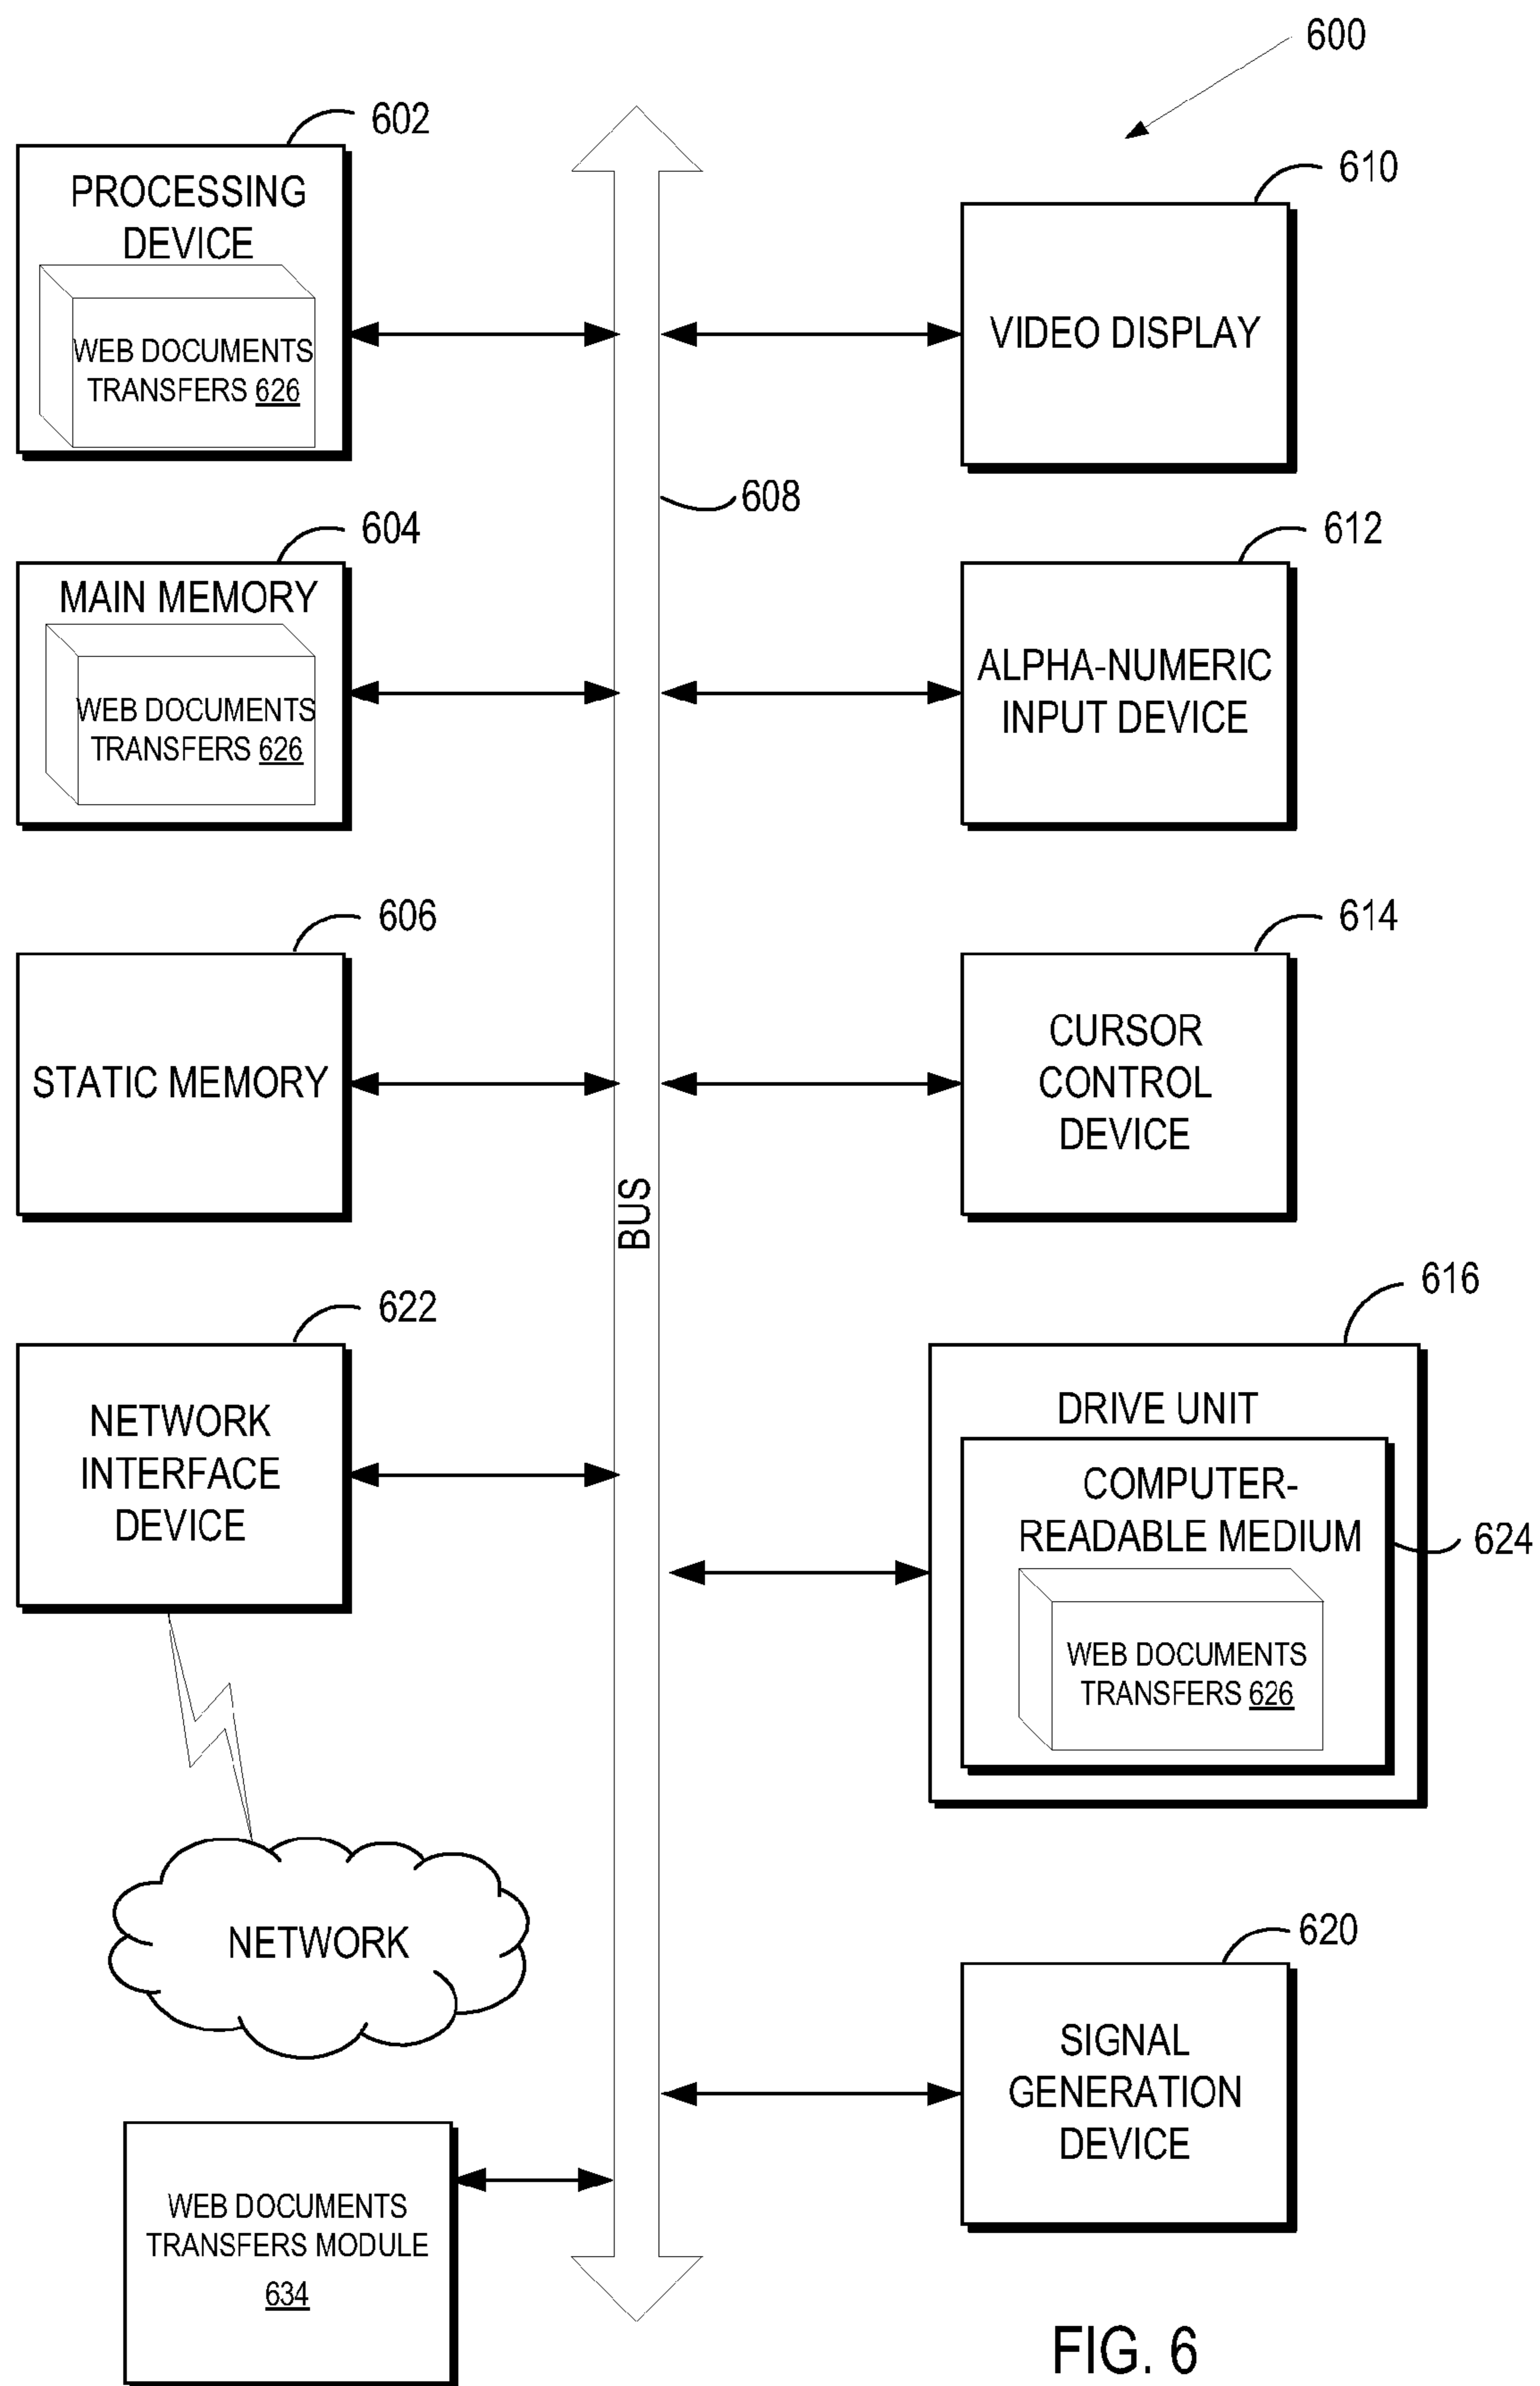 600
602
PROCESSING
DEVICE
WEB DOCUMENTS
TRANSFERS 626
610
VIDEO DISPLAY
608
604
MAIN MEMORY
WEB DOCUMENTS
TRANSFERS 626
612
ALPHA-NUMERIC
INPUT DEVICE
606
STATIC MEMORY
614
CURSOR
CONTROL
DEVICE
BUS
622
NETWORK
INTERFACE
DEVICE
616
DRIVE UNIT
COMPUTER-
READABLE MEDIUM
624
WEB DOCUMENTS
TRANSFERS 626
NETWORK
620
SIGNAL
GENERATION
DEVICE
WEB DOCUMENTS
TRANSFERS MODULE
634
FIG. 6